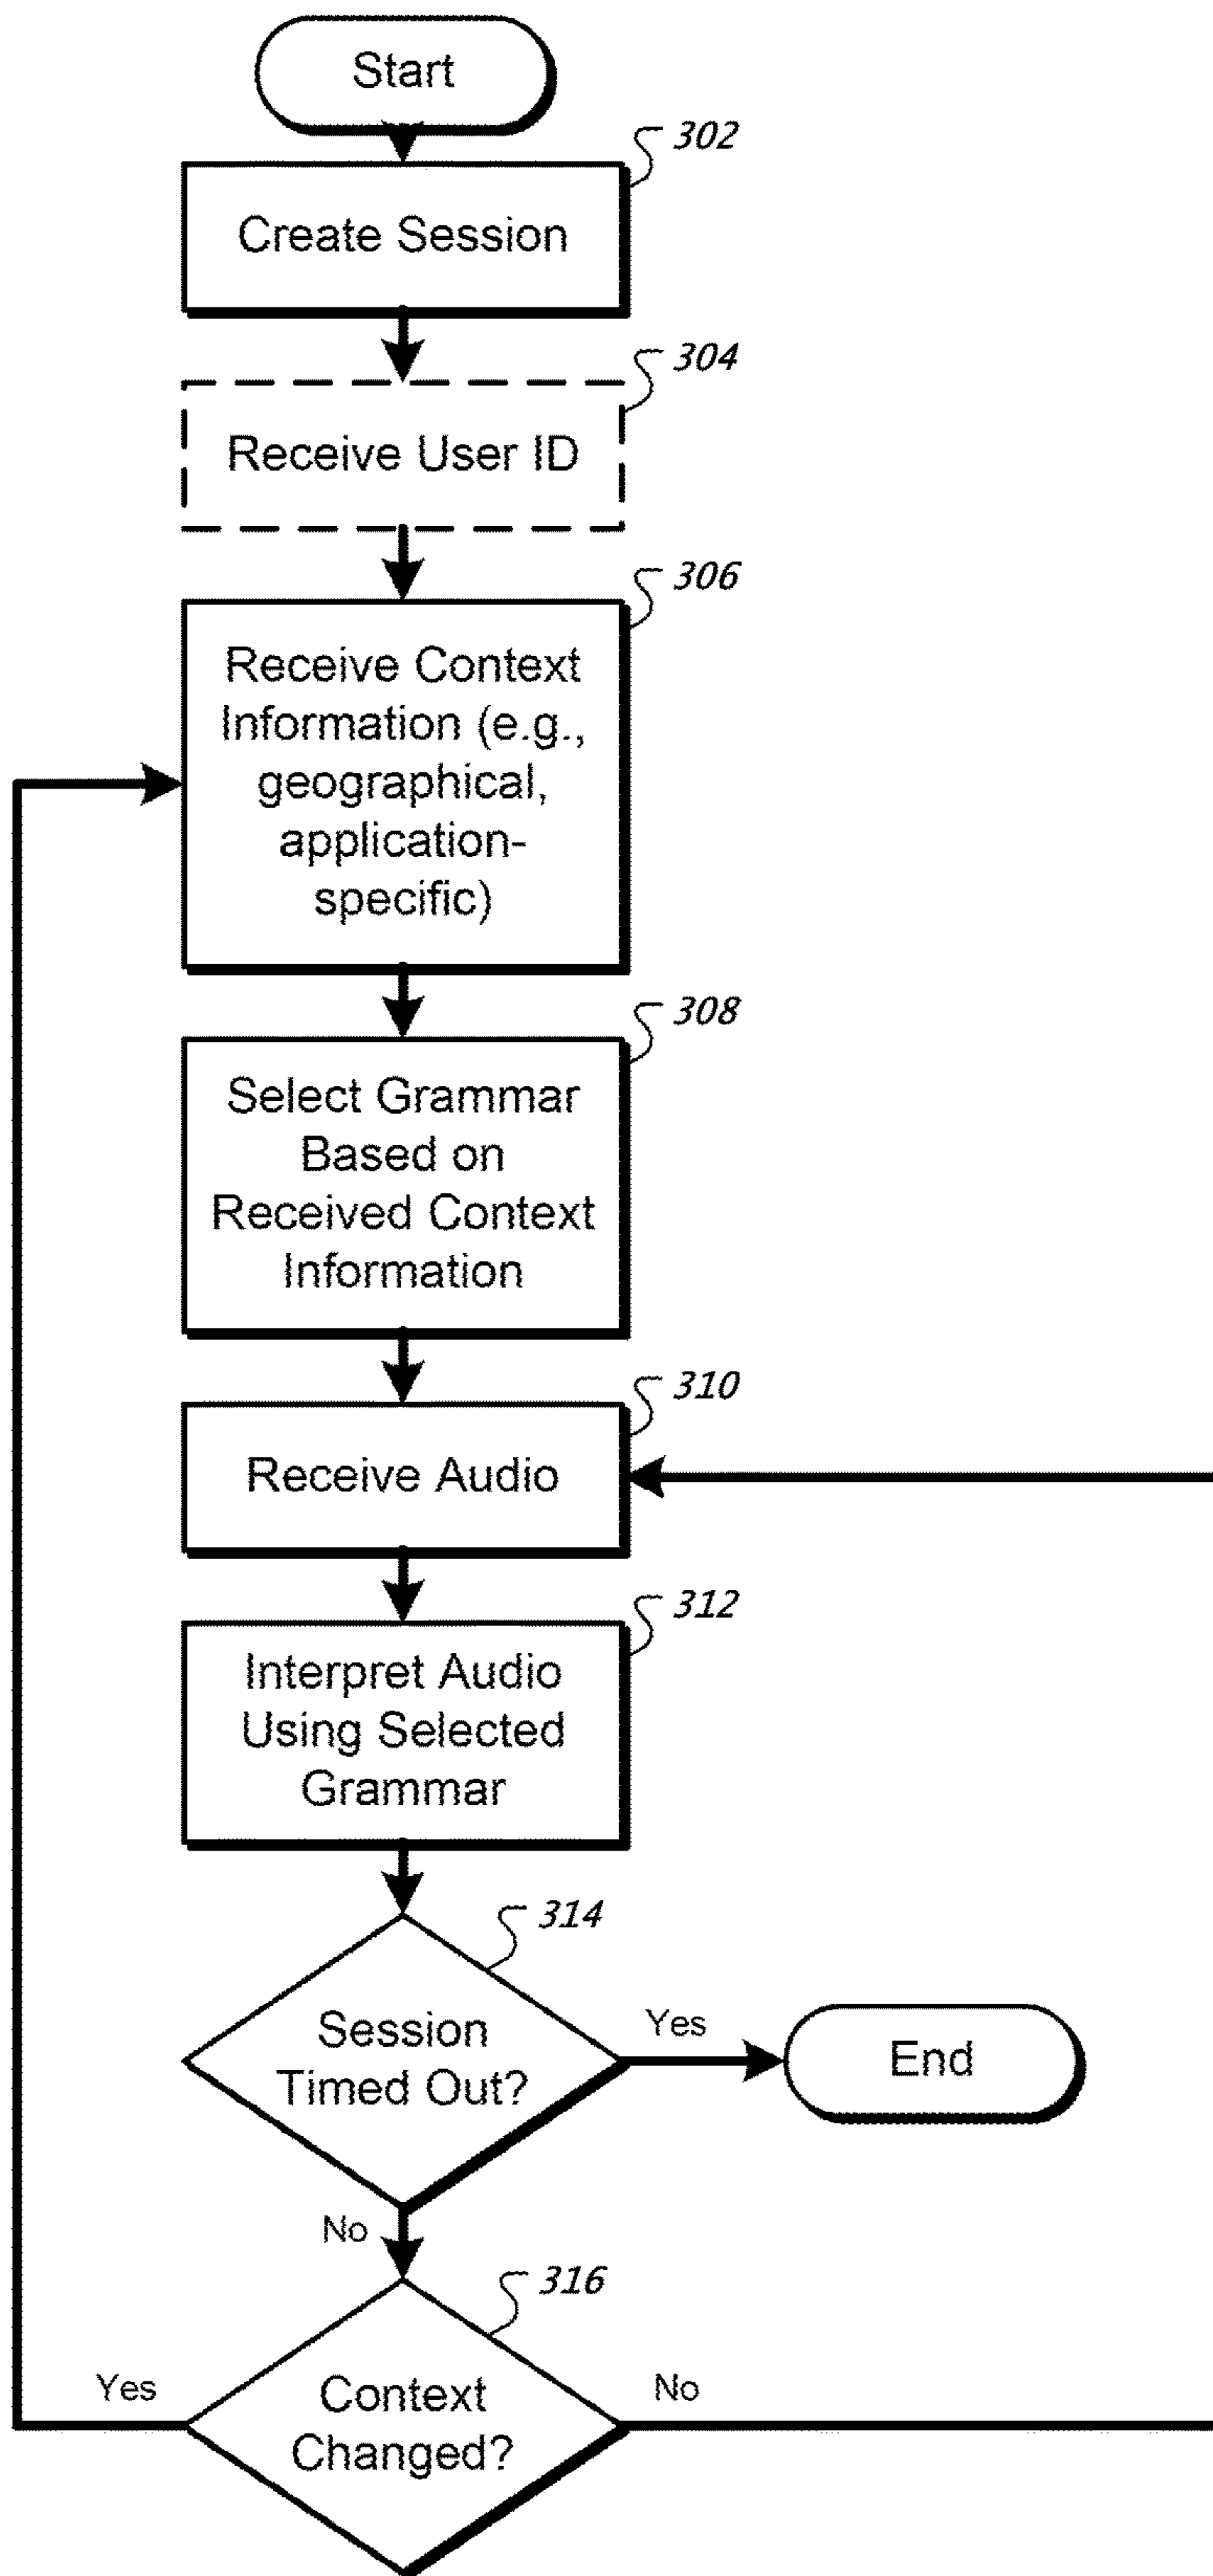 Start
302
Create Session
304
Receive User ID
306
Receive Context
Information (e.g.,
geographical,
application-
specific)
308
Select Grammar
Based on
Received Context
Information
310
Receive Audio
312
Interpret Audio
Using Selected
Grammar
314
Session
Timed Out?
Yes
End
No
316
Yes
Context
Changed?
No